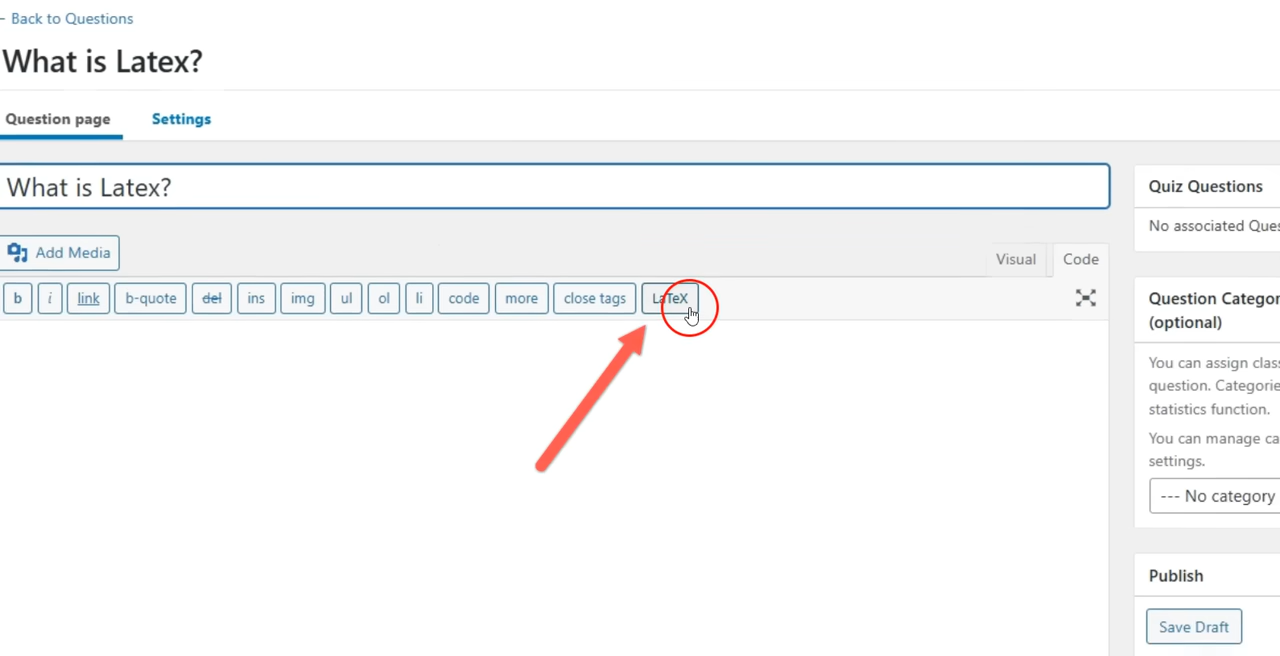 Back to Questions
What is Latex?
Question page Settings
What is Latex?
Add Media
Visual Code
b i link b-quote del ins img ul ol li code more close tags LaTeX
Quiz Questions
No associated Ques
Question Categor
(optional)
You can assign clas
question. Categorie
statistics function.
You can manage ca
settings.
--- No category
Publish
Save Draft